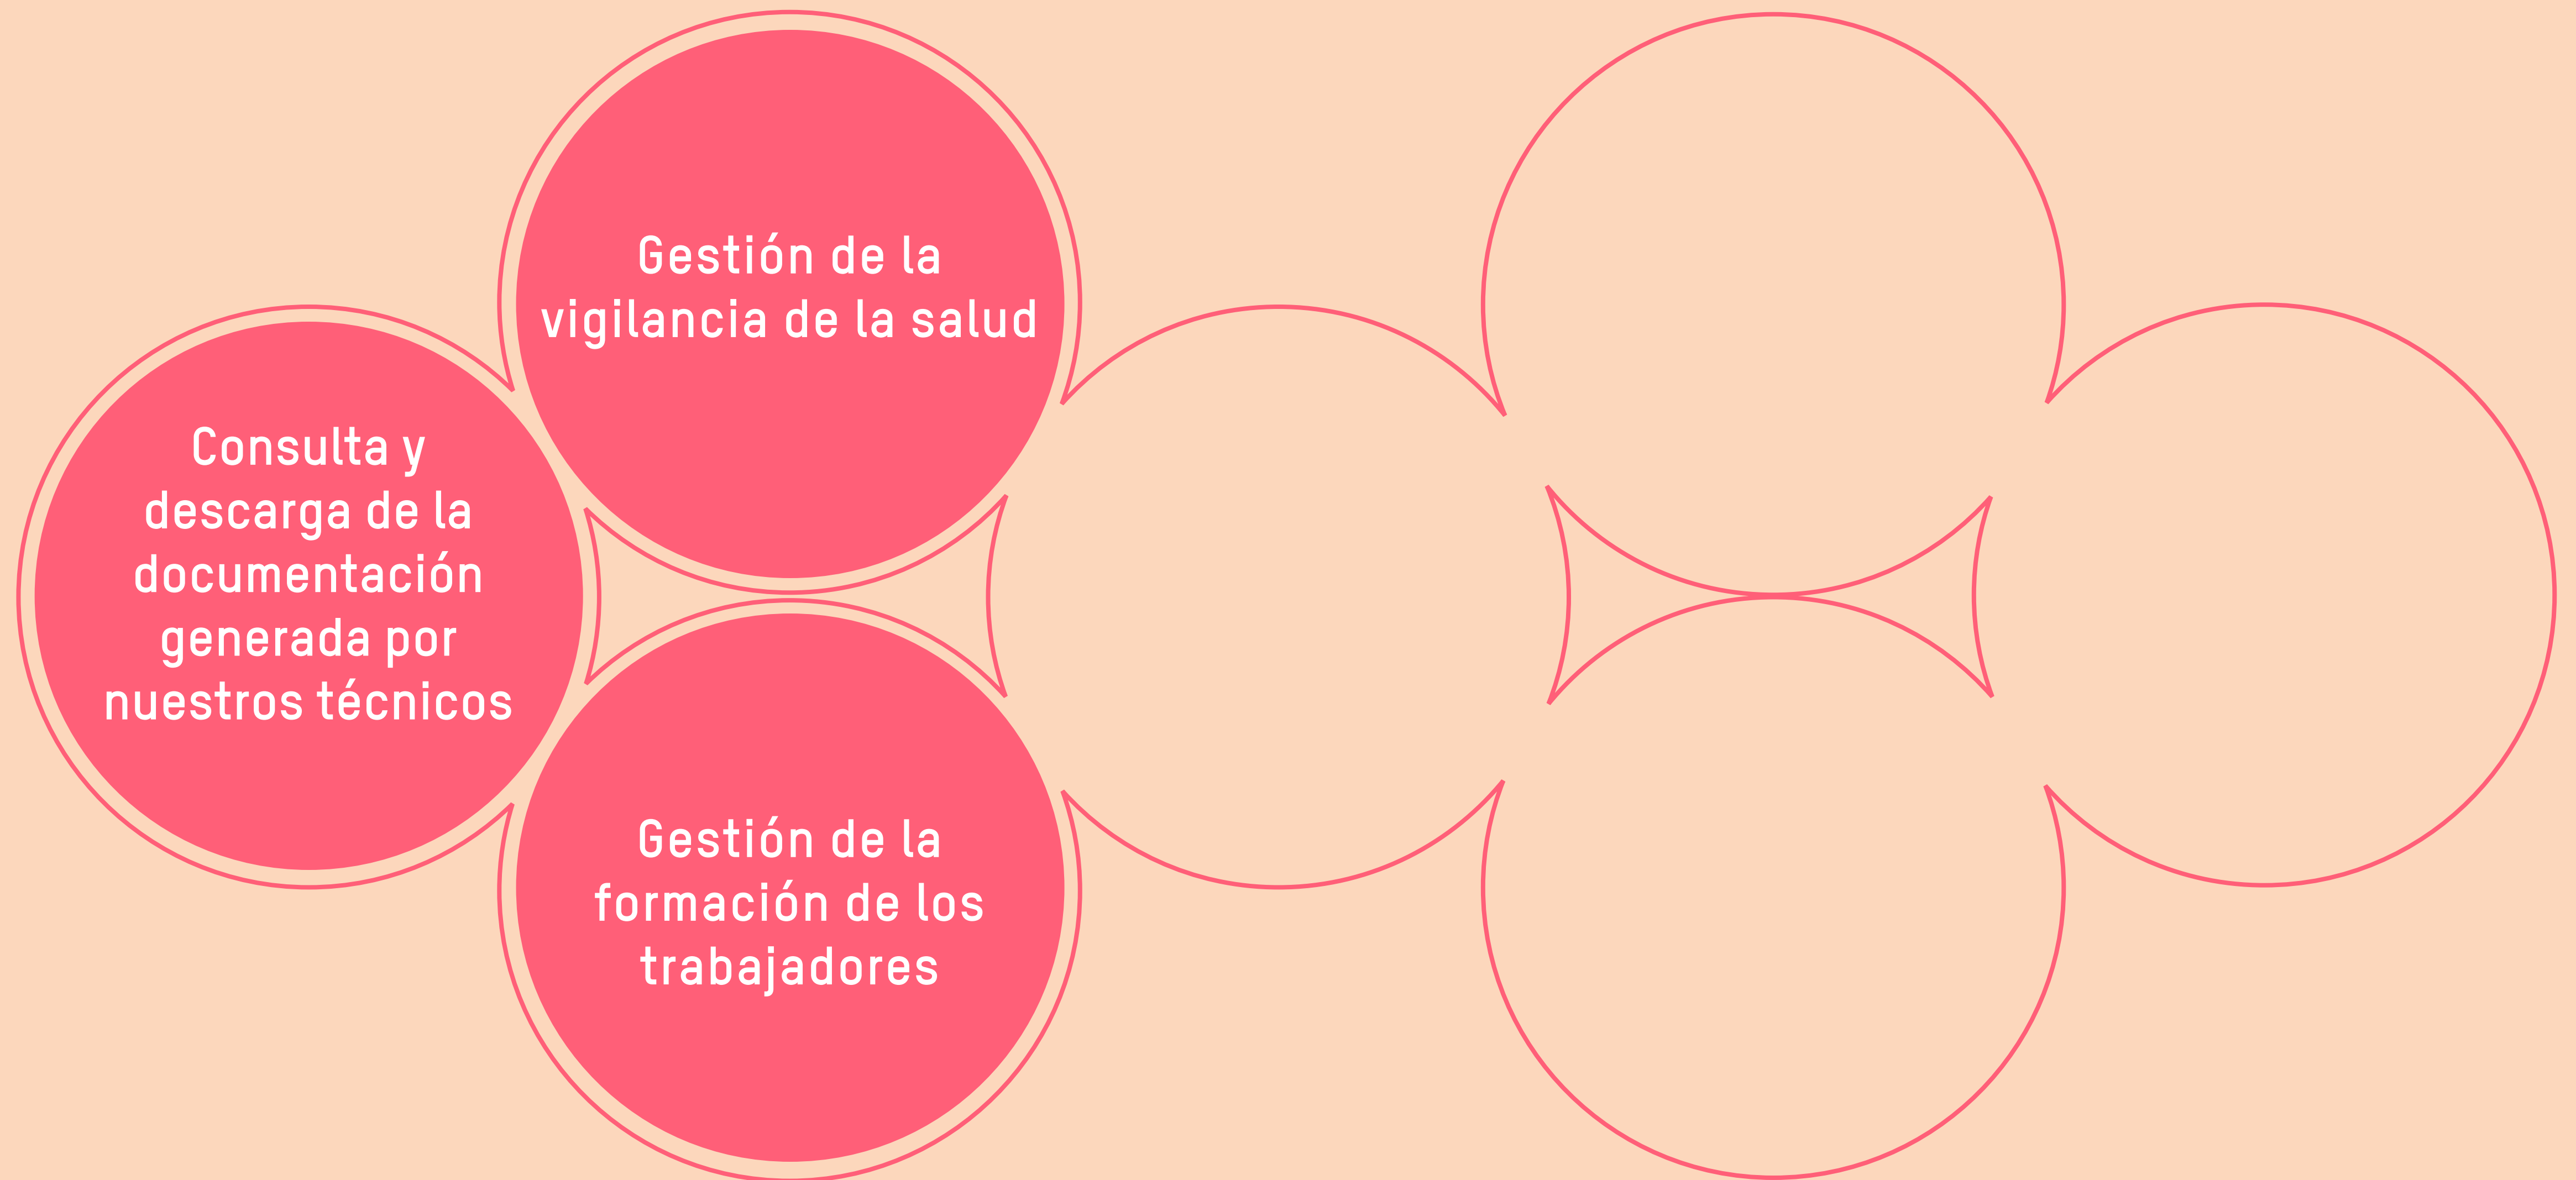 Gestión de la
vigilancia de la salud
Consulta y
descarga de la
documentación
generada por
nuestros técnicos
Gestión de la
formación de los
trabajadores